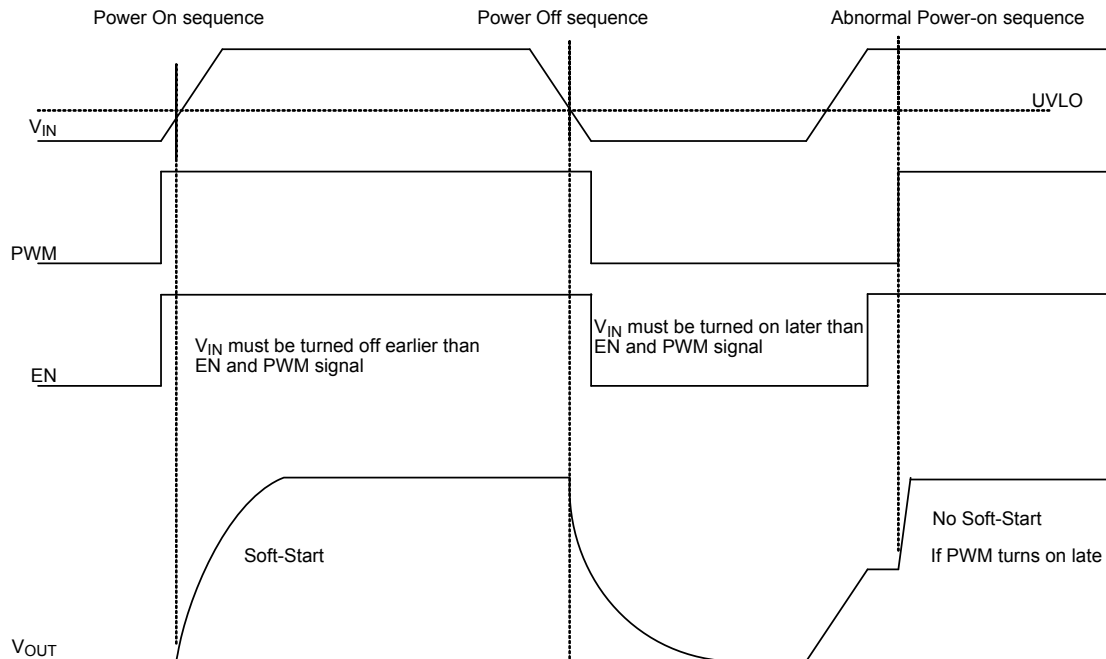 Power On sequence
Power Off sequence
Abnormal Power-on sequence
UVLO
VIN
PWM
VIN must be turned off earlier than
EN and PWM signal
VIN must be turned on later than
EN and PWM signal
EN
Soft-Start
No Soft-Start
If PWM turns on late
VOUT